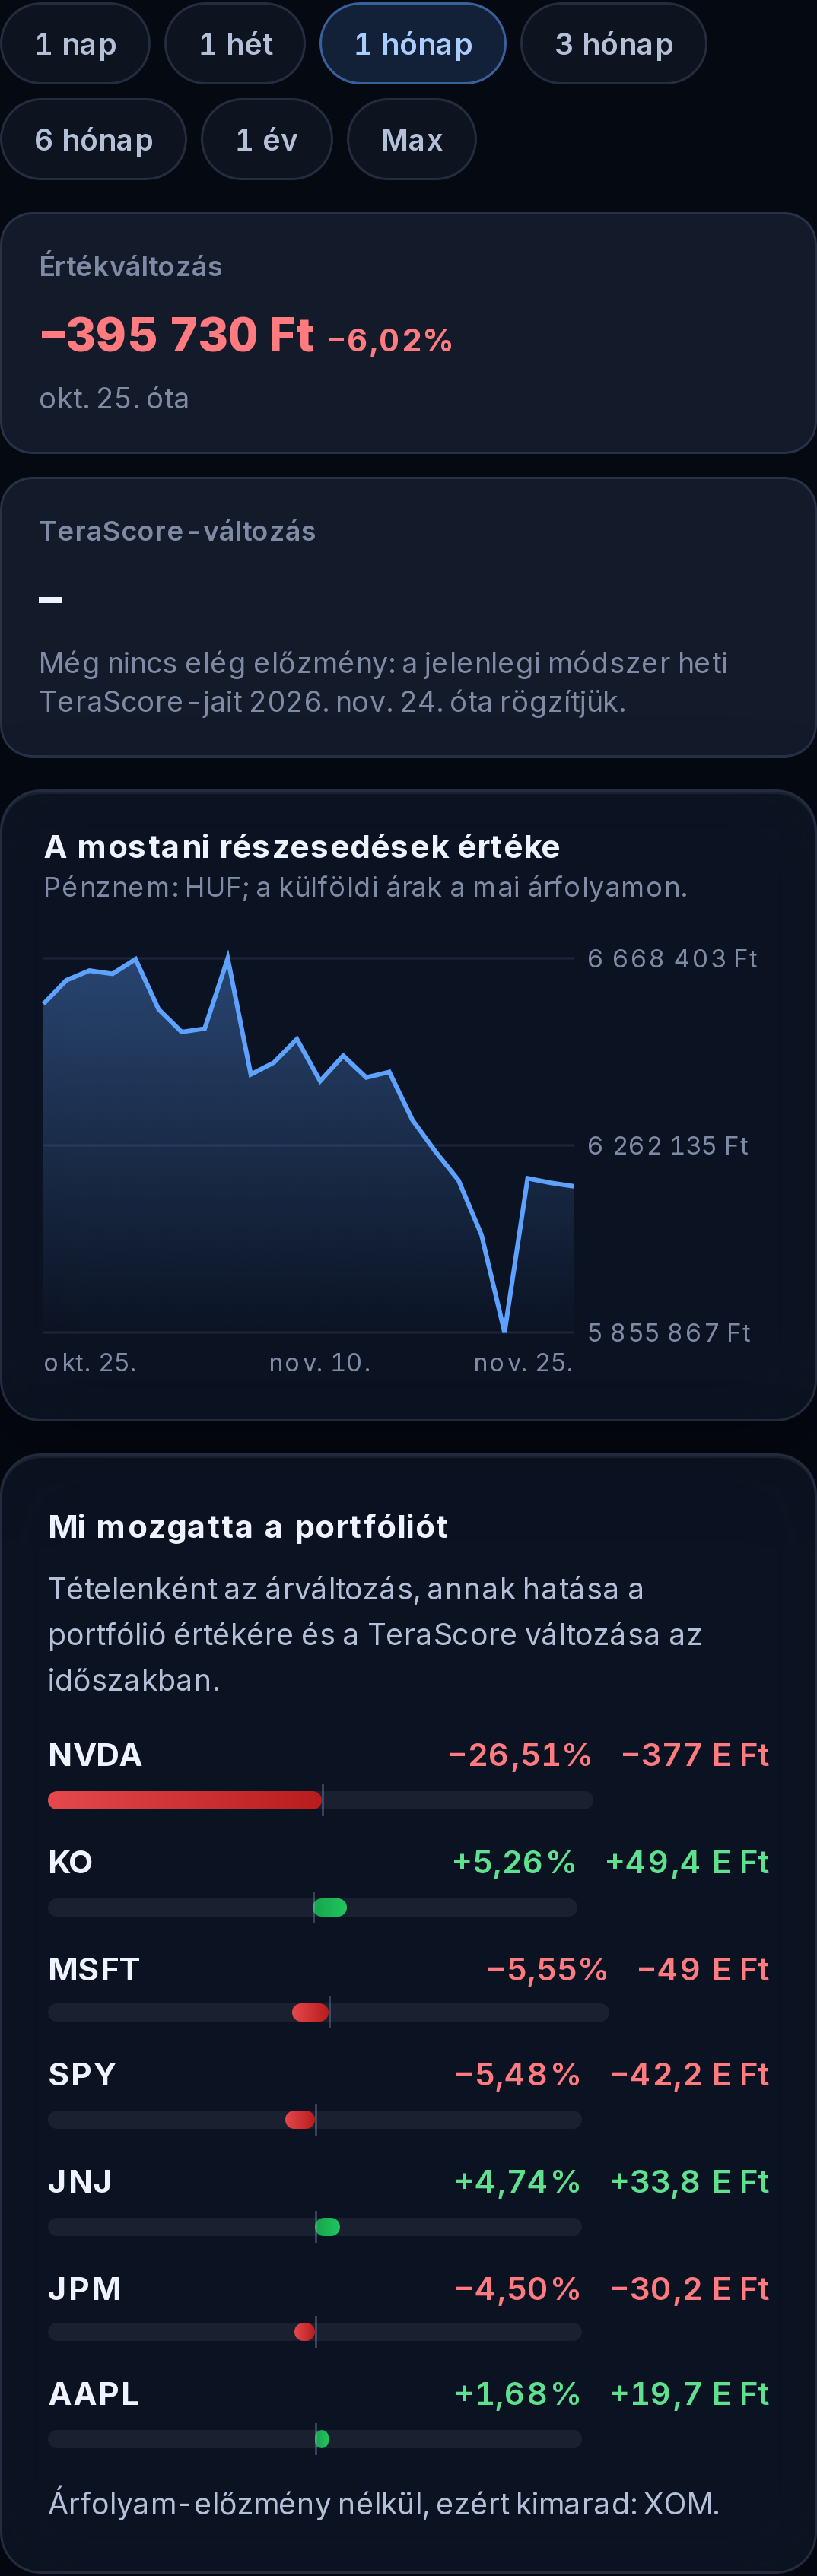 1 nap 1 hét 1 hónap 3 hónap
6 hónap 1 év Max
Értékváltozás
−395 730 Ft −6,02%
okt. 25. óta
TeraScore-változás
–
Még nincs elég előzmény: a jelenlegi módszer heti
TeraScore-jait 2026. nov. 24. óta rögzítjük.
A mostani részesedések értéke
Pénznem: HUF; a külföldi árak a mai árfolyamon.
6 668 403 Ft
6 262 135 Ft
5 855 867 Ft
okt. 25. nov. 10. nov. 25.
Mi mozgatta a portfóliót
Tételenként az árváltozás, annak hatása a
portfólió értékére és a TeraScore változása az
időszakban.
NVDA −26,51% −377 E Ft
KO +5,26% +49,4 E Ft
MSFT −5,55% −49 E Ft
SPY −5,48% −42,2 E Ft
JNJ +4,74% +33,8 E Ft
JPM −4,50% −30,2 E Ft
AAPL +1,68% +19,7 E Ft
Árfolyam-előzmény nélkül, ezért kimarad: XOM.